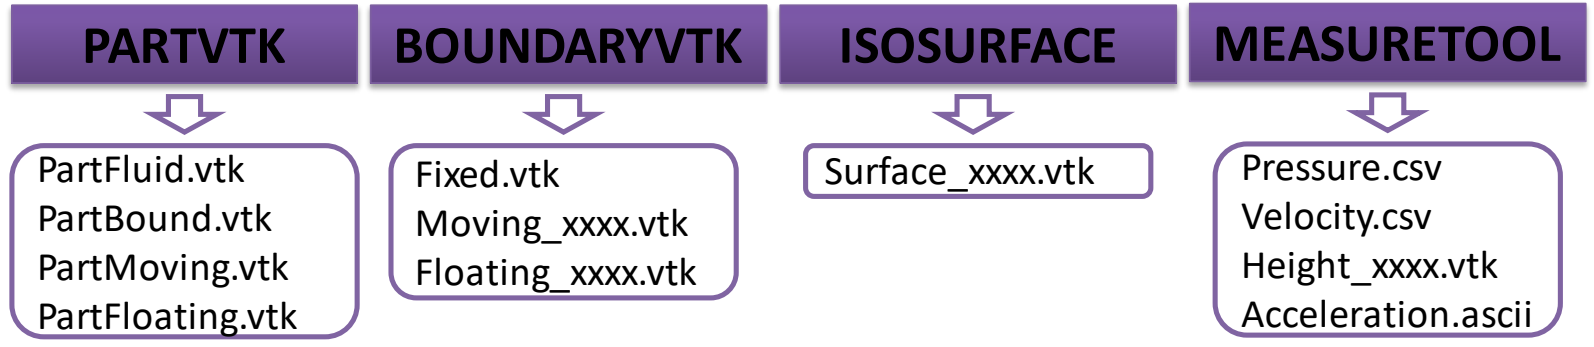 PARTVTK
PartFluid.vtk
PartBound.vtk
PartMoving.vtk
PartFloating.vtk
BOUNDARYVTK
Fixed.vtk
Moving_xxxx.vtk
Floating_xxxx.vtk
ISOSURFACE
Surface_xxxx.vtk
MEASURETOOL
Pressure.csv
Velocity.csv
Height_xxxx.vtk
Acceleration.ascii